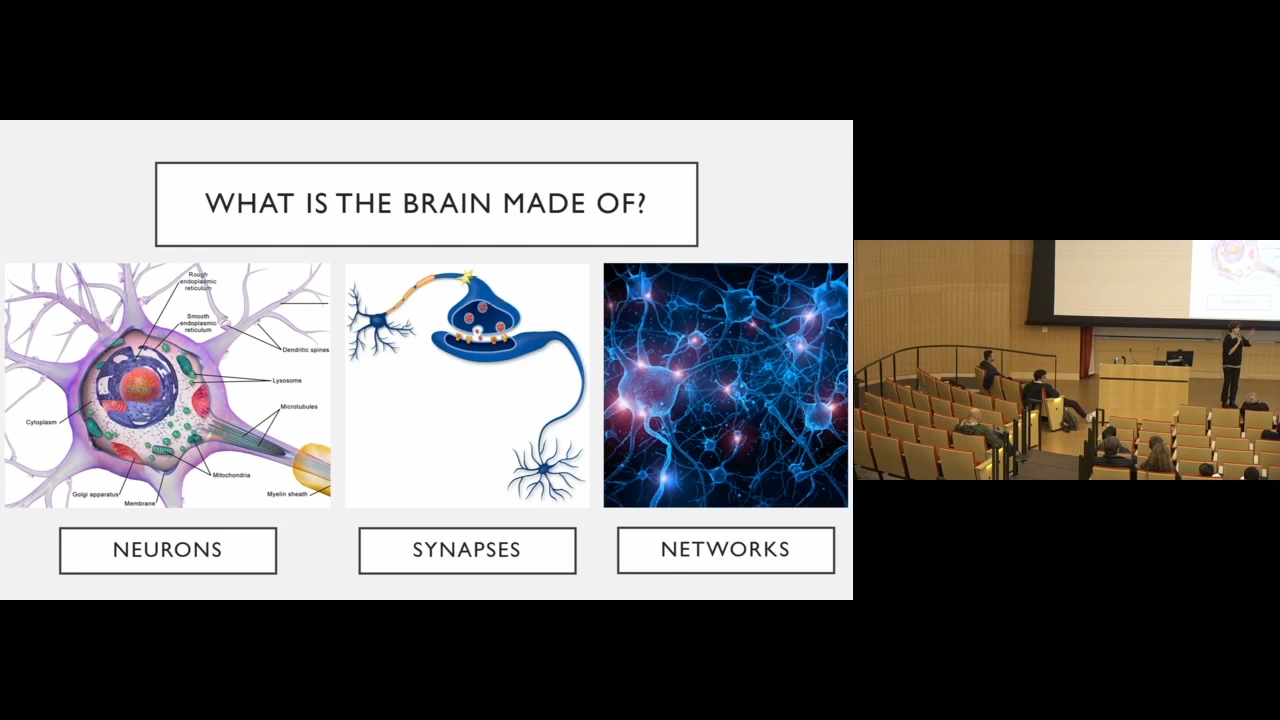 WHAT IS THE BRAIN MADE OF?
Rough
endoplasmic
reticulum
Smooth
endoplasmic
reticulum
Dendritic spines
Lysosome
Microtubules
Cytoplasm
Mitochondria
Golgi apparatus
Membrane
Myelin sheath
NEURONS
SYNAPSES
NETWORKS
NEURONS